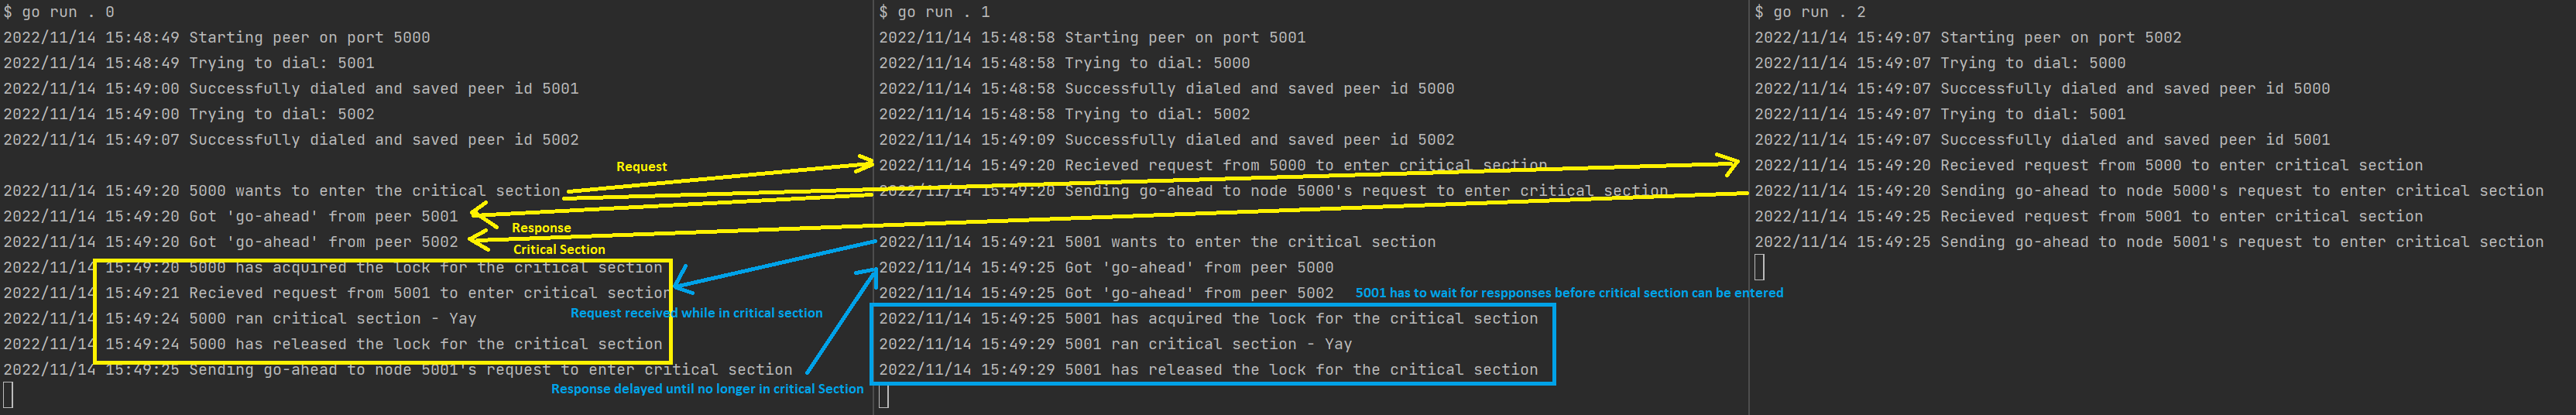 $ go run . 0
2022/11/14 15:48:49 Starting peer on port 5000
2022/11/14 15:48:49 Trying to dial: 5001
2022/11/14 15:49:00 Successfully dialed and saved peer id 5001
2022/11/14 15:49:00 Trying to dial: 5002
2022/11/14 15:49:07 Successfully dialed and saved peer id 5002
Request
2022/11/14 15:49:20 5000 wants to enter the critical section
2022/11/14 15:49:20 Got 'go-ahead' from peer 5001
Response
2022/11/14 15:49:20 Got 'go-ahead' from peer 5002
Critical Section
2022/11/14 15:49:20 5000 has acquired the lock for the critical section
2022/11/14 15:49:21 Recieved request from 5001 to enter critical section
Request received while in critical section
2022/11/14 15:49:24 5000 ran critical section - Yay
2022/11/14 15:49:24 5000 has released the lock for the critical section
2022/11/14 15:49:25 Sending go-ahead to node 5001's request to enter critical section
Response delayed until no longer in critical Section
$ go run . 1
2022/11/14 15:48:58 Starting peer on port 5001
2022/11/14 15:48:58 Trying to dial: 5000
2022/11/14 15:48:58 Successfully dialed and saved peer id 5000
2022/11/14 15:48:58 Trying to dial: 5002
2022/11/14 15:49:09 Successfully dialed and saved peer id 5002
2022/11/14 15:49:20 Recieved request from 5000 to enter critical section
2022/11/14 15:49:20 Sending go-ahead to node 5000's request to enter critical section
2022/11/14 15:49:21 5001 wants to enter the critical section
2022/11/14 15:49:25 Got 'go-ahead' from peer 5000
2022/11/14 15:49:25 Got 'go-ahead' from peer 5002
5001 has to wait for respponses before critical section can be entered
2022/11/14 15:49:25 5001 has acquired the lock for the critical section
2022/11/14 15:49:29 5001 ran critical section - Yay
2022/11/14 15:49:29 5001 has released the lock for the critical section
$ go run . 2
2022/11/14 15:49:07 Starting peer on port 5002
2022/11/14 15:49:07 Trying to dial: 5000
2022/11/14 15:49:07 Successfully dialed and saved peer id 5000
2022/11/14 15:49:07 Trying to dial: 5001
2022/11/14 15:49:07 Successfully dialed and saved peer id 5001
2022/11/14 15:49:20 Recieved request from 5000 to enter critical section
2022/11/14 15:49:20 Sending go-ahead to node 5000's request to enter critical section
2022/11/14 15:49:25 Recieved request from 5001 to enter critical section
2022/11/14 15:49:25 Sending go-ahead to node 5001's request to enter critical section